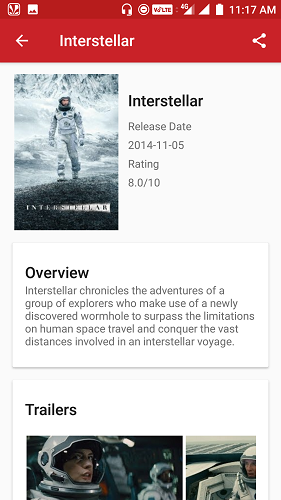 VoLTE 4G 11:17 AM
Interstellar
INTERSTELLAR
Interstellar
Release Date
2014-11-05
Rating
8.0/10
Overview
Interstellar chronicles the adventures of a
group of explorers who make use of a newly
discovered wormhole to surpass the limitations
on human space travel and conquer the vast
distances involved in an interstellar voyage.
Trailers